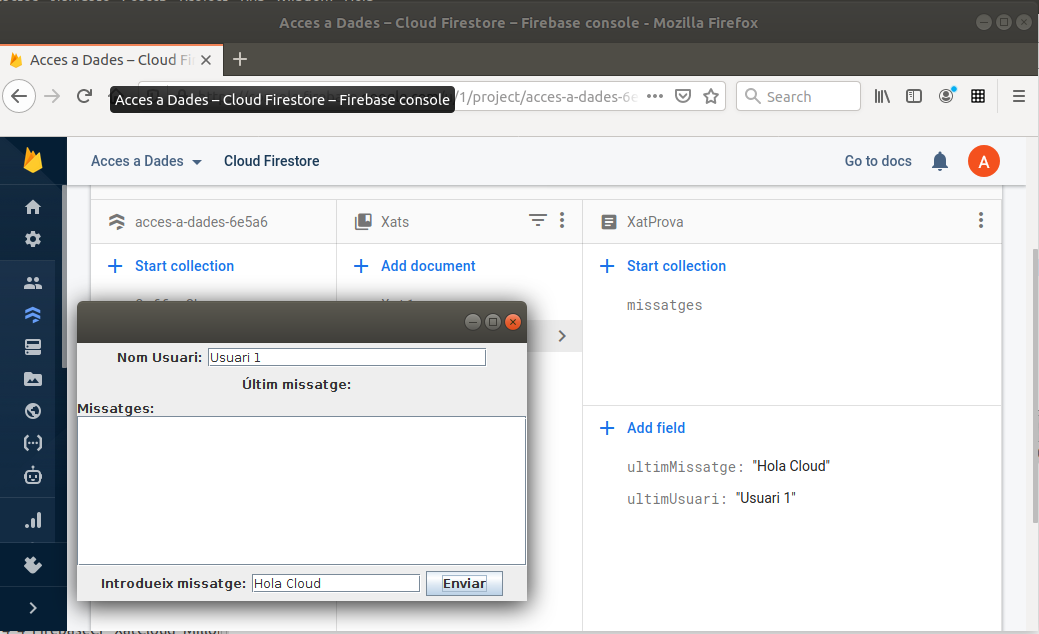 Acces a Dades – Cloud Firestore – Firebase console - Mozilla Firefox
Acces a Dades – Cloud Fi
Acces a Dades – Cloud Firestore – Firebase console
/1/project/acces-a-dades-6e
Search
Acces a Dades
Cloud Firestore
Go to docs
A
acces-a-dades-6e5a6
Xats
XatProva
Start collection
Add document
Start collection
missatges
Nom Usuari: Usuari 1
Últim missatge:
Missatges:
Add field
ultimMissatge: "Hola Cloud"
ultimUsuari: "Usuari 1"
Introdueix missatge: Hola Cloud
Enviar